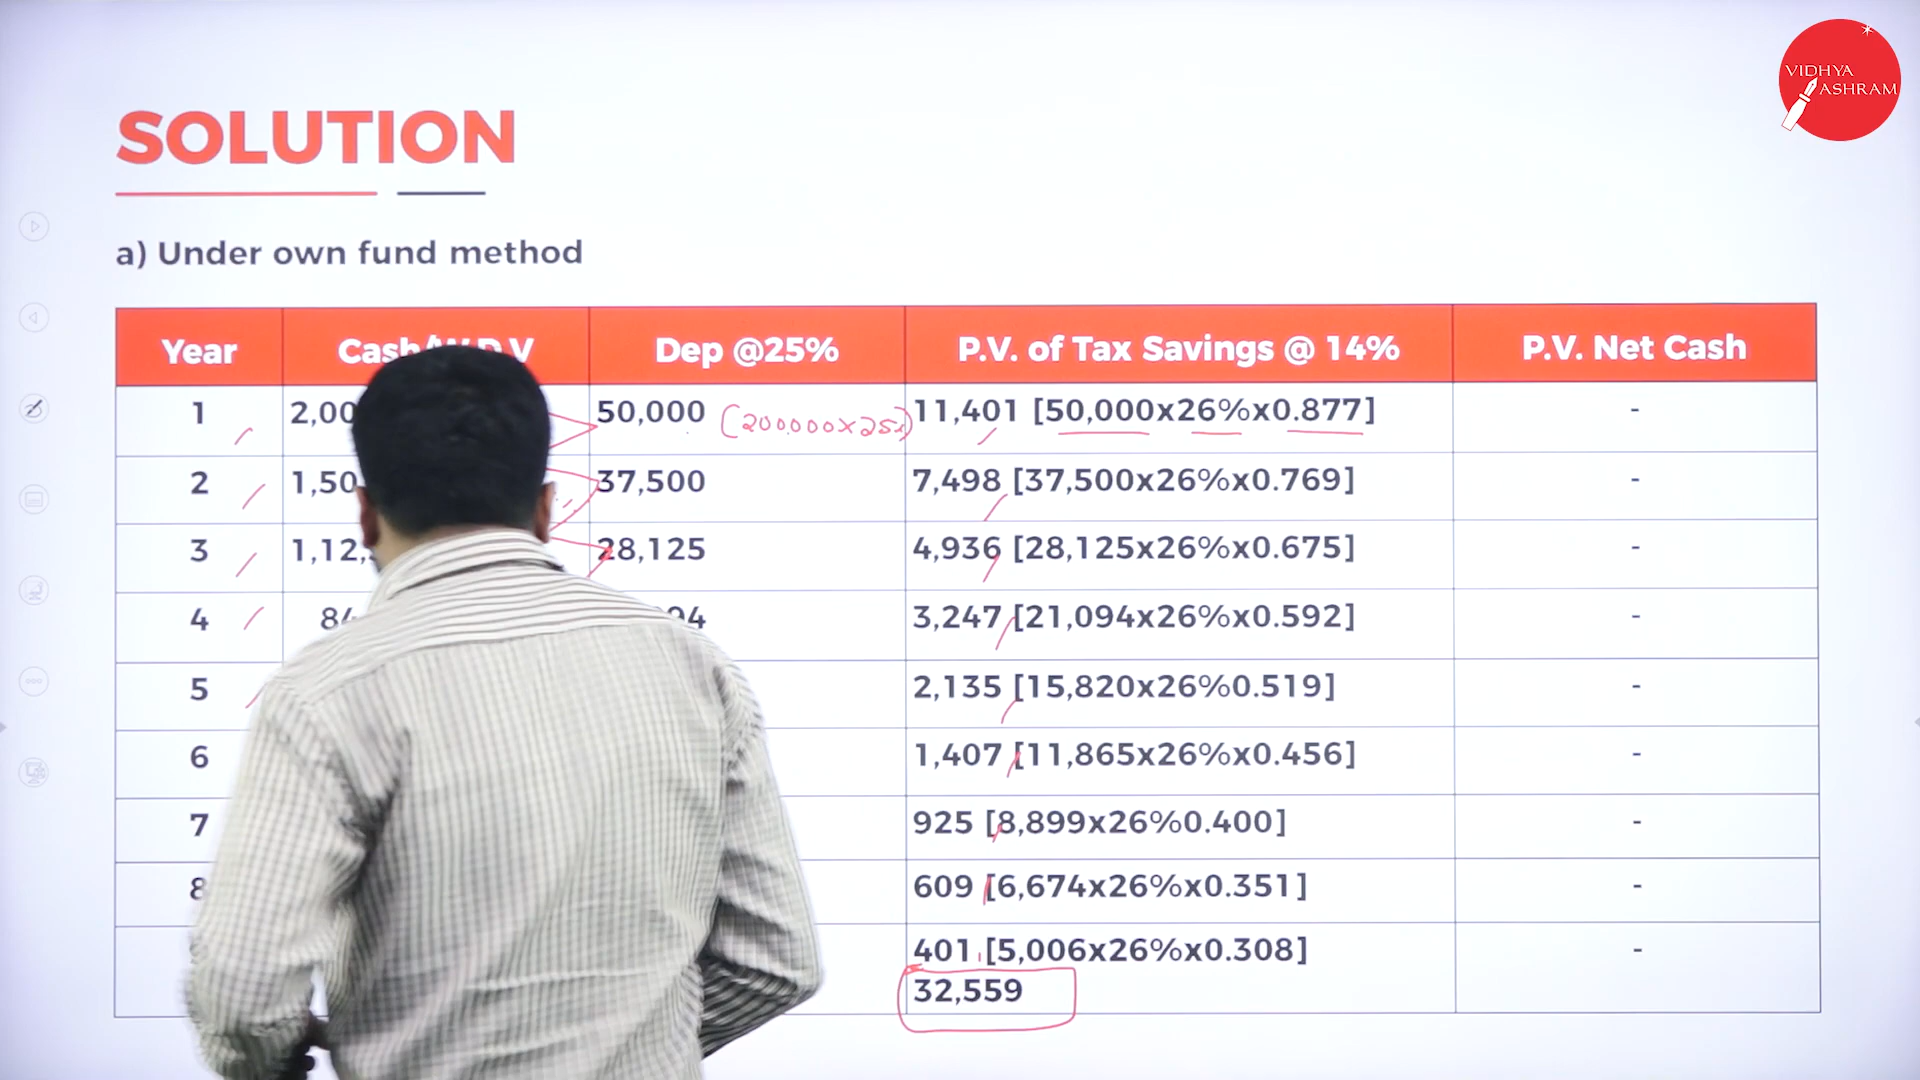 VIDHYA
ASHRAM
SOLUTION
a) Under own fund method
Year Dep @25% P.V. of Tax Savings @ 14% P.V. Net Cash
1 50,000 (200,000x25%) 11,401 [50,000x26%x0.877] -
2 37,500 7,498 [37,500x26%x0.769] -
3 28,125 4,936 [28,125x26%x0.675] -
4 3,247 [21,094x26%x0.592] -
5 2,135 [15,820x26%0.519] -
6 1,407 [11,865x26%x0.456] -
7 925 [8,899x26%0.400] -
8 609 [6,674x26%x0.351] -
401 [5,006x26%x0.308] -
32,559